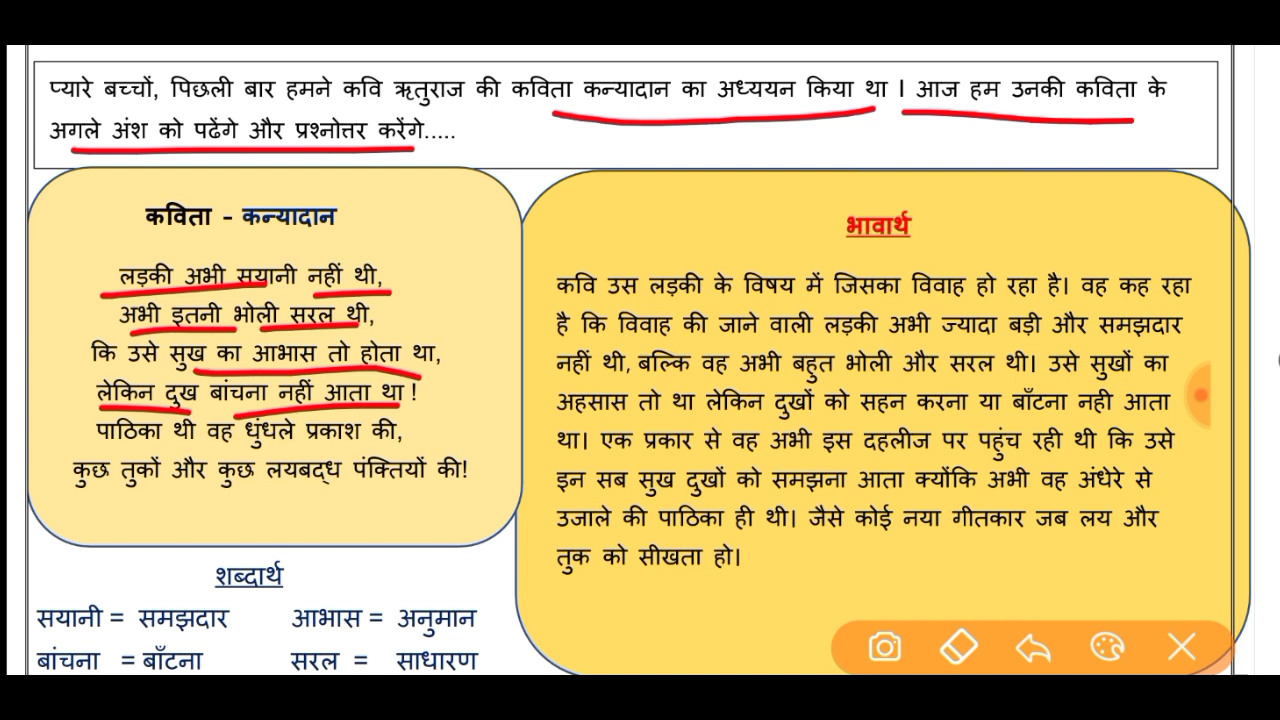 प्यारे बच्चों, पिछली बार हमने कवि ऋतुराज की कविता कन्यादान का अध्ययन किया था । आज हम उनकी कविता के
अगले अंश को पढेंगे और प्रश्नोत्तर करेंगे.....
कविता - कन्यादान
लड़की अभी सयानी नहीं थी,
अभी इतनी भोली सरल थी,
कि उसे सुख का आभास तो होता था,
लेकिन दुख बांचना नहीं आता था !
पाठिका थी वह धुंधले प्रकाश की,
कुछ तुकों और कुछ लयबद्ध पंक्तियों की!
शब्दार्थ
सयानी = समझदार आभास = अनुमान
बांचना = बाँटना सरल = साधारण
भावार्थ
कवि उस लड़की के विषय में जिसका विवाह हो रहा है। वह कह रहा
है कि विवाह की जाने वाली लड़की अभी ज्यादा बड़ी और समझदार
नहीं थी, बल्कि वह अभी बहुत भोली और सरल थी। उसे सुखों का
अहसास तो था लेकिन दुखों को सहन करना या बाँटना नही आता
था। एक प्रकार से वह अभी इस दहलीज पर पहुंच रही थी कि उसे
इन सब सुख दुखों को समझना आता क्योंकि अभी वह अंधेरे से
उजाले की पाठिका ही थी। जैसे कोई नया गीतकार जब लय और
तुक को सीखता हो।